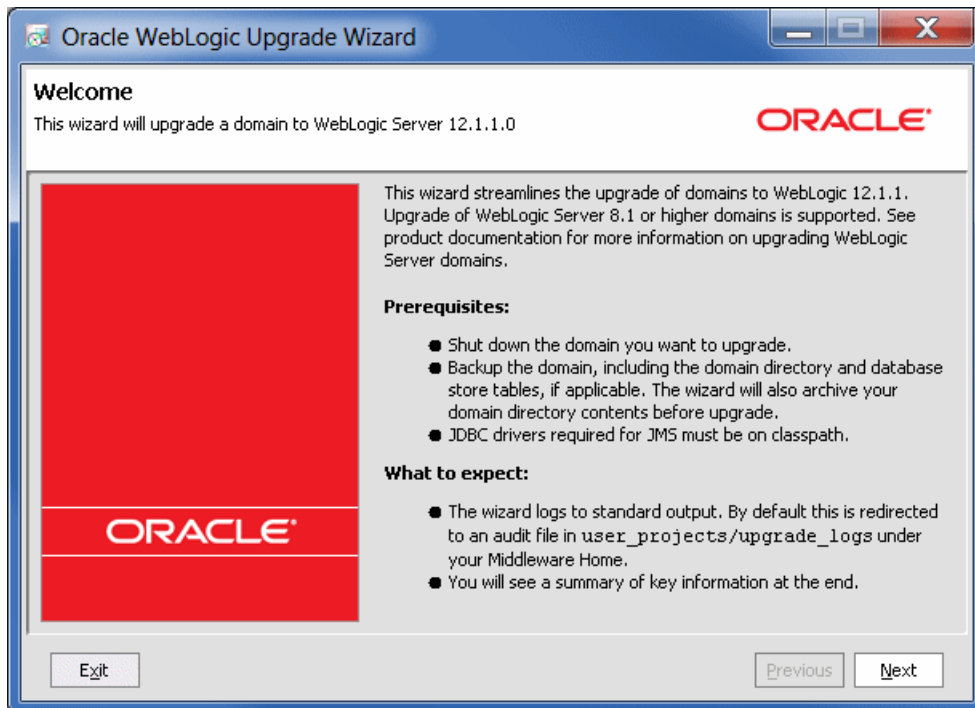 Oracle WebLogic Upgrade Wizard
Welcome
This wizard will upgrade a domain to WebLogic Server 12.1.1.0
ORACLE
This wizard streamlines the upgrade of domains to WebLogic 12.1.1.
Upgrade of WebLogic Server 8.1 or higher domains is supported. See
product documentation for more information on upgrading WebLogic
Server domains.
Prerequisites:
● Shut down the domain you want to upgrade.
● Backup the domain, including the domain directory and database
store tables, if applicable. The wizard will also archive your
domain directory contents before upgrade.
● JDBC drivers required for JMS must be on classpath.
What to expect:
● The wizard logs to standard output. By default this is redirected
to an audit file in user_projects/upgrade_logs under
your Middleware Home.
● You will see a summary of key information at the end.
ORACLE
Exit
Previous
Next